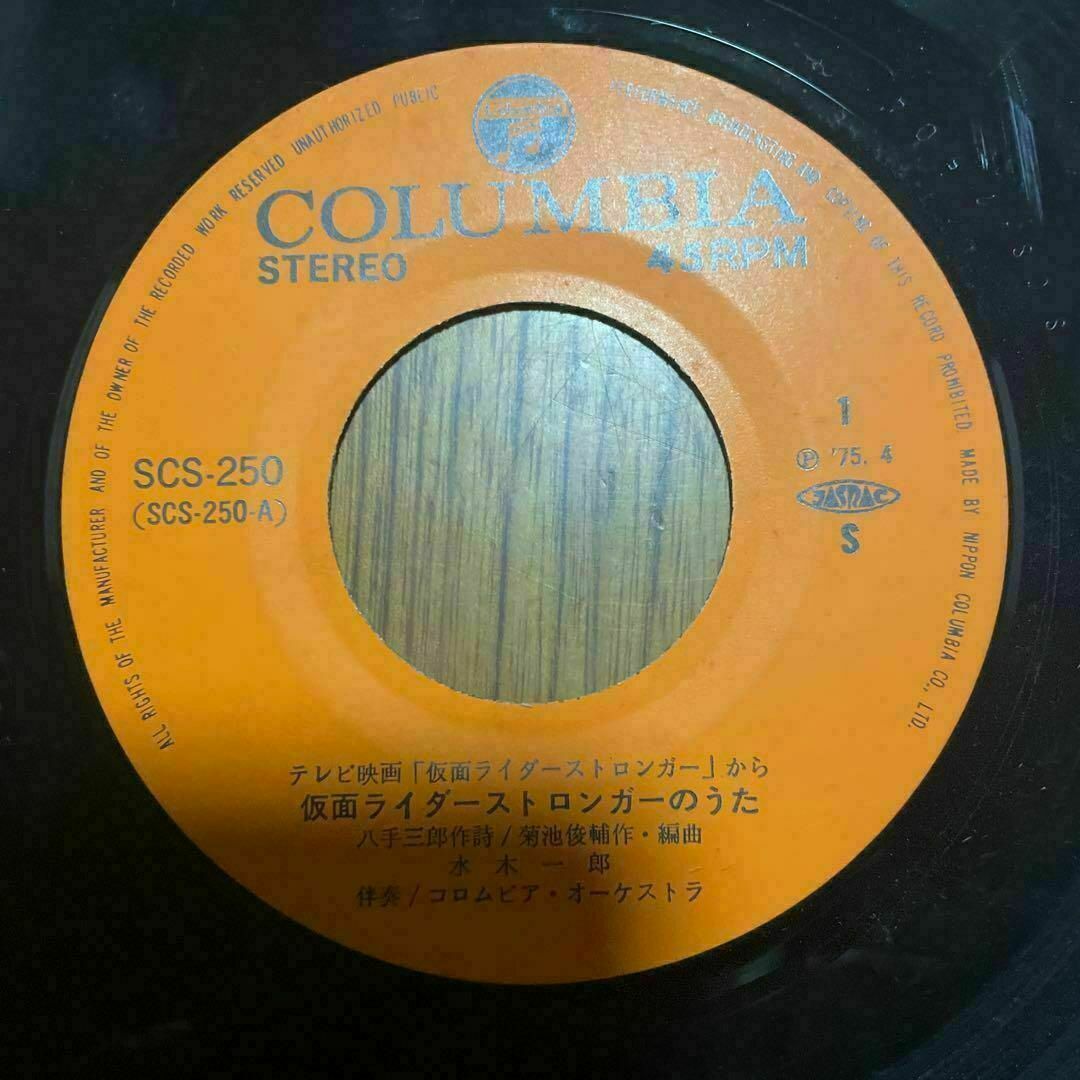 ALL RIGHTS OF THE MANUFACTURER AND OF THE OWNER OF THE RECORDED WORK RESERVED UNAUTHORIZED PUBLIC PERFORMANCE BROADCASTING AND COPYING OF THIS RECORD PROHIBITED. MADE BY NIPPON COLUMBIA CO., LTD.
COLUMBIA
STEREO
45RPM
SCS-250
(SCS-250-A)
1
Ⓟ '75. 4
JASRAC
S
テレビ映画「仮面ライダーストロンガー」から
仮面ライダーストロンガーのうた
八手三郎作詩/菊池俊輔作・編曲
水木一郎
伴奏/コロムビア・オーケストラ